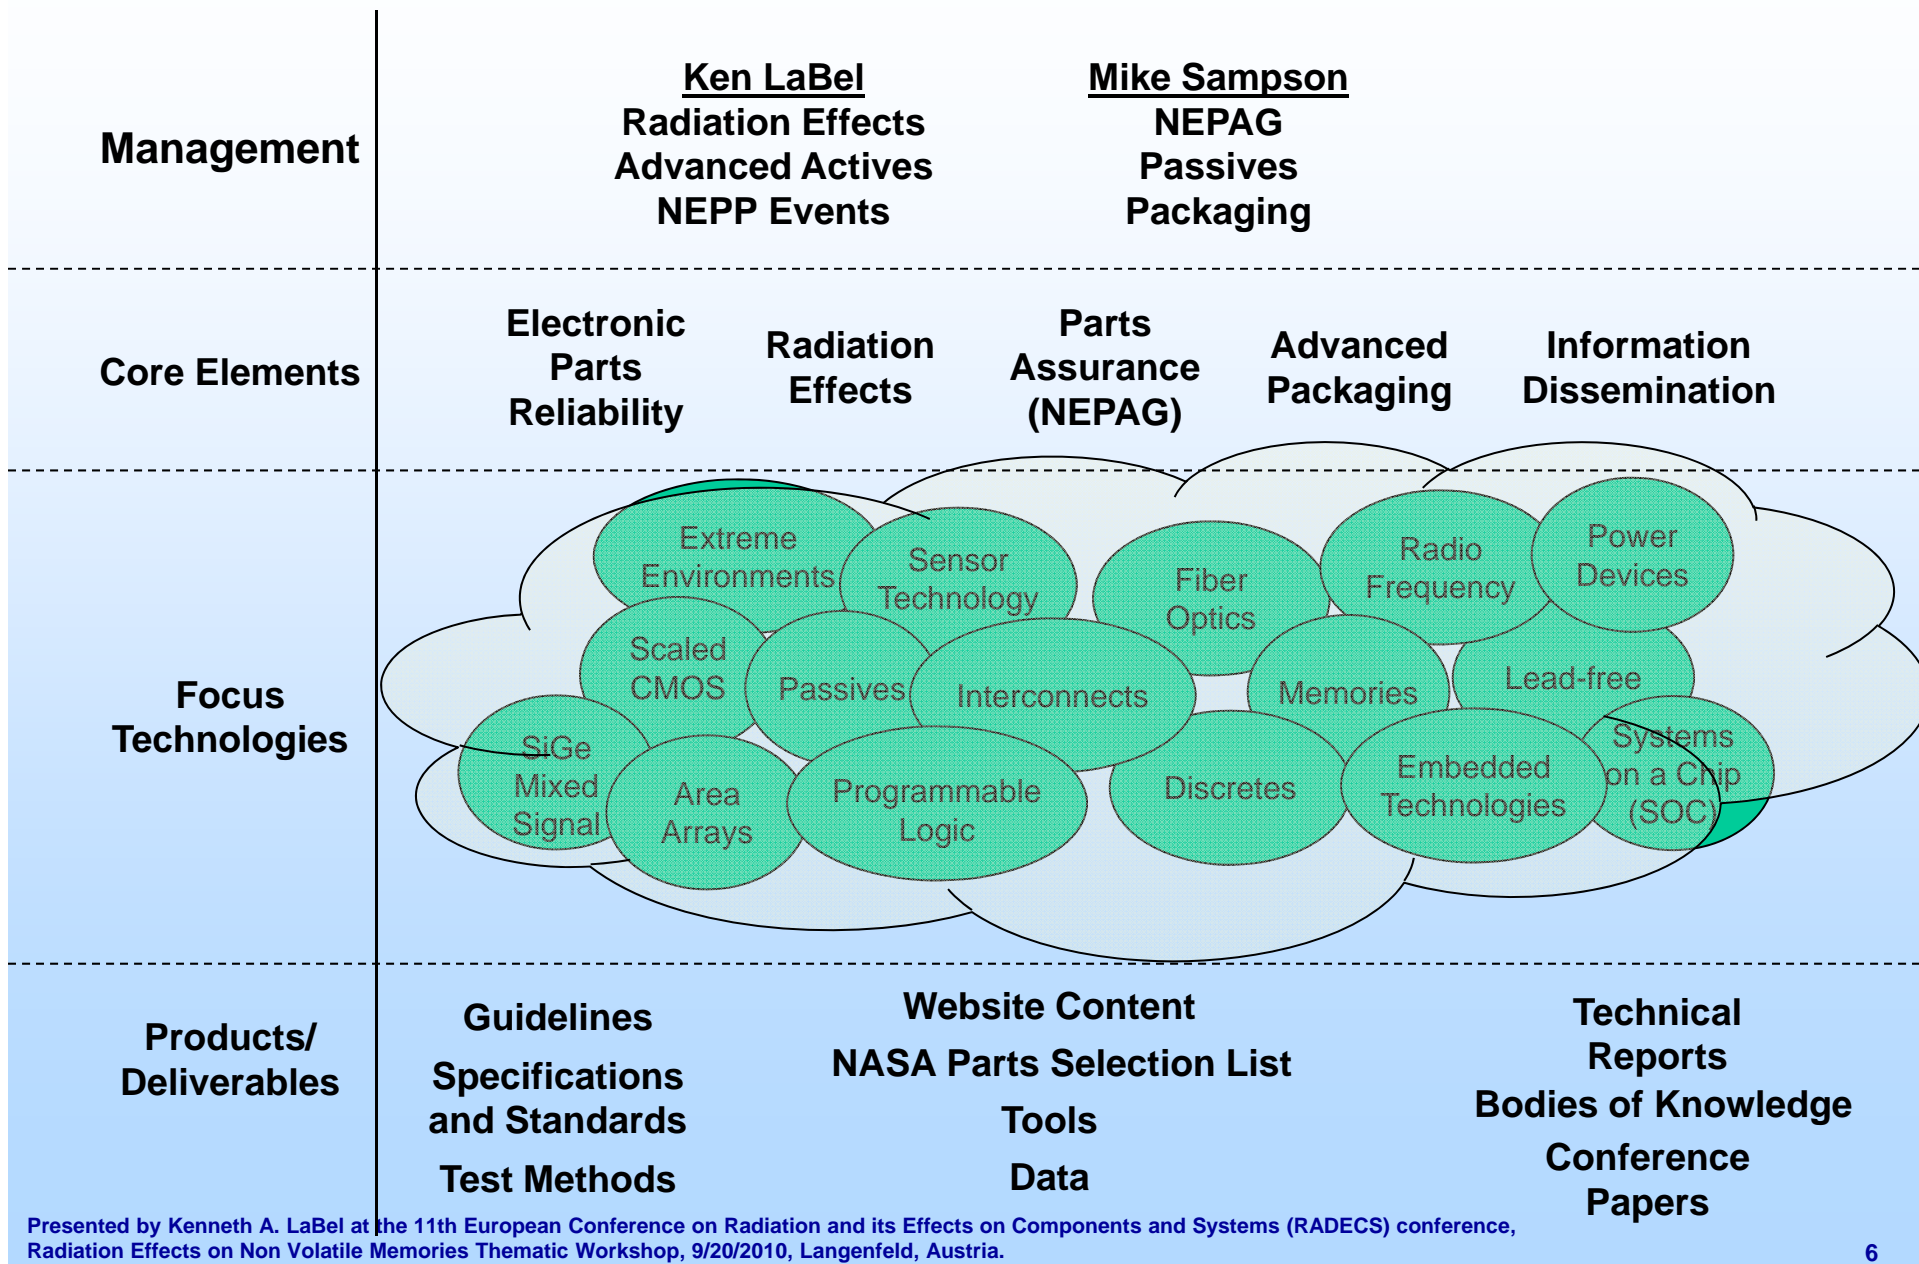 Management
Ken LaBel
Radiation Effects
Advanced Actives
NEPP Events
Mike Sampson
NEPAG
Passives
Packaging
Core Elements
Electronic
Parts
Reliability
Radiation
Effects
Parts
Assurance
(NEPAG)
Advanced
Packaging
Information
Dissemination
Focus
Technologies
Extreme
Environments
Sensor
Technology
Fiber
Optics
Radio
Frequency
Power
Devices
Scaled
CMOS
Passives
Interconnects
Memories
Lead-free
SiGe
Mixed
Signal
Area
Arrays
Programmable
Logic
Discretes
Embedded
Technologies
Systems
on a Chip
(SOC)
Products/
Deliverables
Guidelines
Specifications
and Standards
Test Methods
Website Content
NASA Parts Selection List
Tools
Data
Technical
Reports
Bodies of Knowledge
Conference
Papers
Presented by Kenneth A. LaBel at the 11th European Conference on Radiation and its Effects on Components and Systems (RADECS) conference,
Radiation Effects on Non Volatile Memories Thematic Workshop, 9/20/2010, Langenfeld, Austria.
6